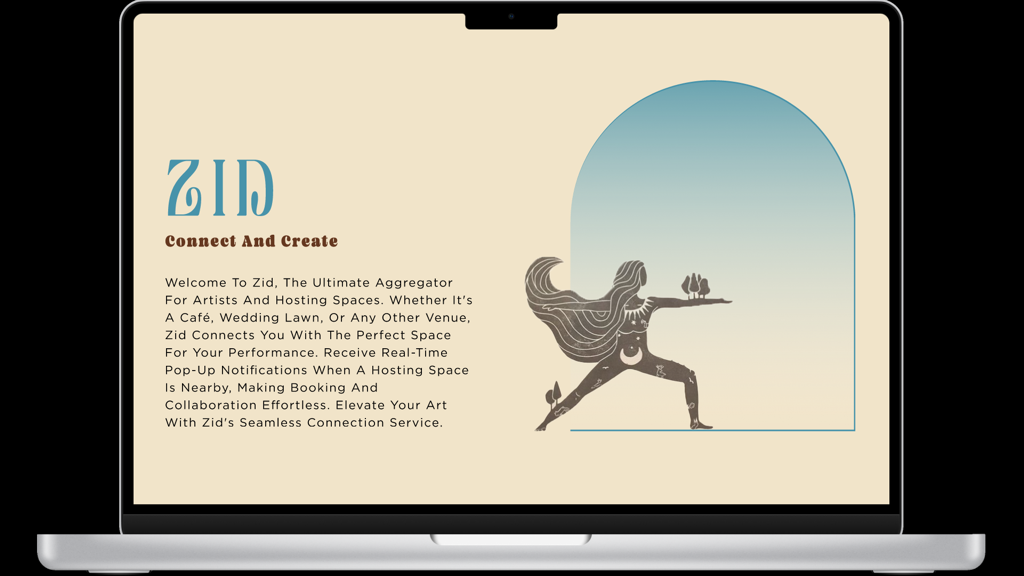 ZID
Connect And Create
Welcome To Zid, The Ultimate Aggregator
For Artists And Hosting Spaces. Whether It's
A Café, Wedding Lawn, Or Any Other Venue,
Zid Connects You With The Perfect Space
For Your Performance. Receive Real-Time
Pop-Up Notifications When A Hosting Space
Is Nearby, Making Booking And
Collaboration Effortless. Elevate Your Art
With Zid's Seamless Connection Service.